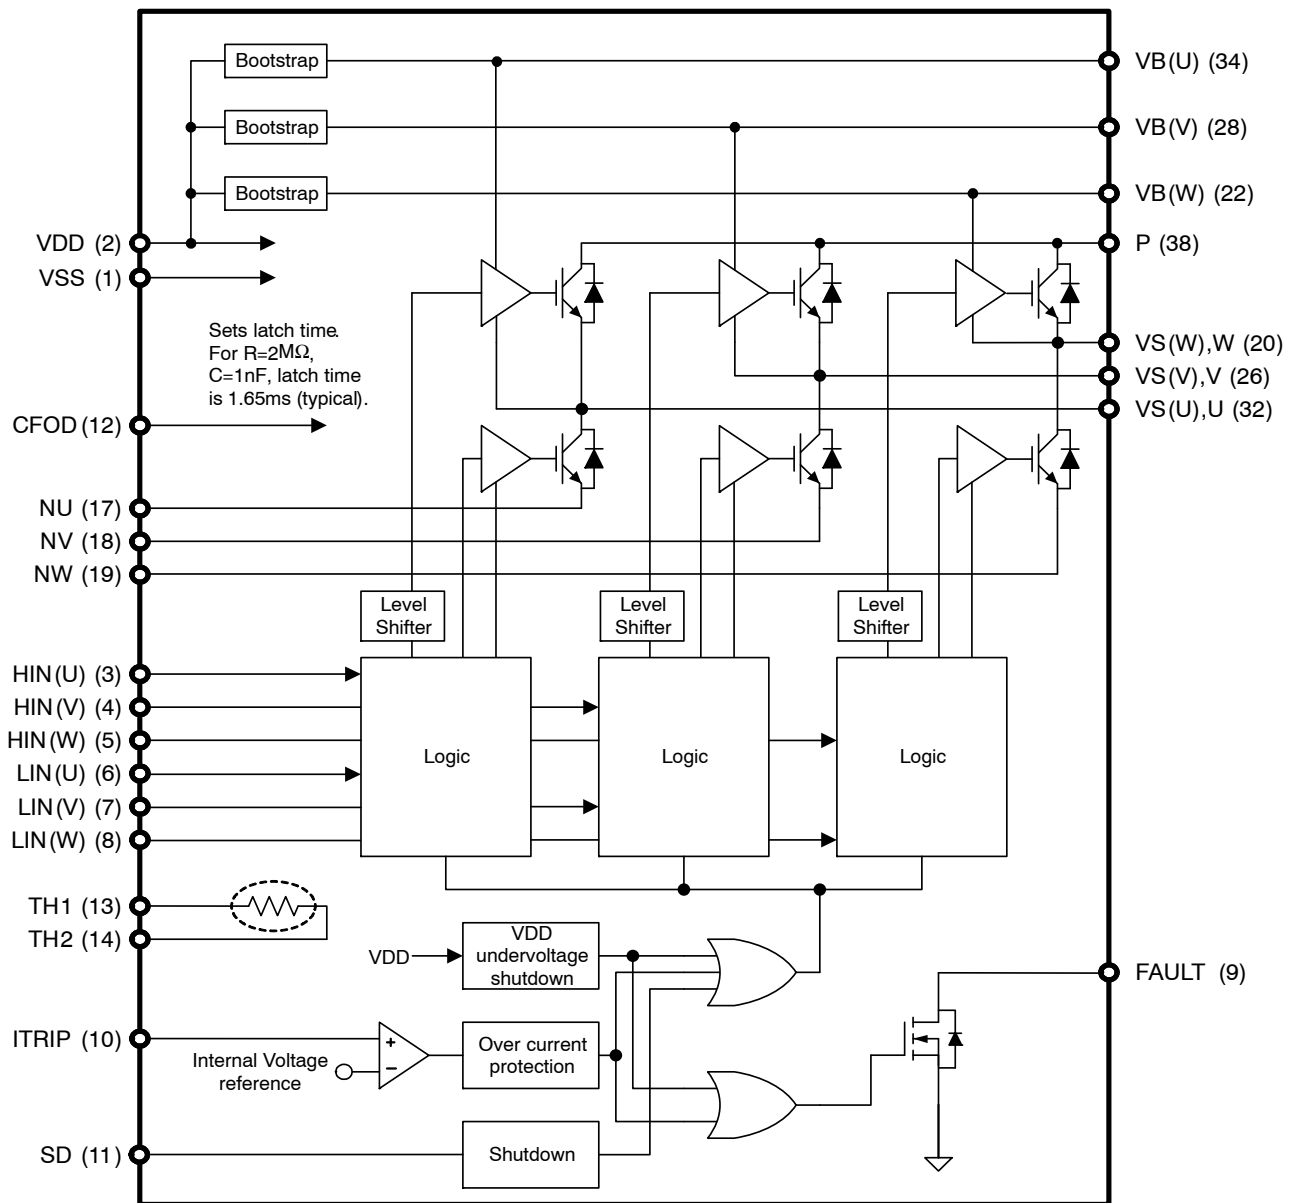 Bootstrap
VB(U) (34)
Bootstrap
VB(V) (28)
Bootstrap
VB(W) (22)
VDD (2)
P (38)
VSS (1)
Sets latch time.
For R=2MΩ,
C=1nF, latch time
is 1.65ms (typical).
VS(W),W (20)
VS(V),V (26)
VS(U),U (32)
CFOD (12)
NU (17)
NV (18)
NW (19)
Level
Shifter
Level
Shifter
Level
Shifter
HIN(U) (3)
HIN(V) (4)
HIN(W) (5)
LIN(U) (6)
LIN(V) (7)
LIN(W) (8)
Logic
Logic
Logic
TH1 (13)
TH2 (14)
VDD
VDD
undervoltage
shutdown
FAULT (9)
ITRIP (10)
Internal Voltage
reference
+
−
Over current
protection
SD (11)
Shutdown